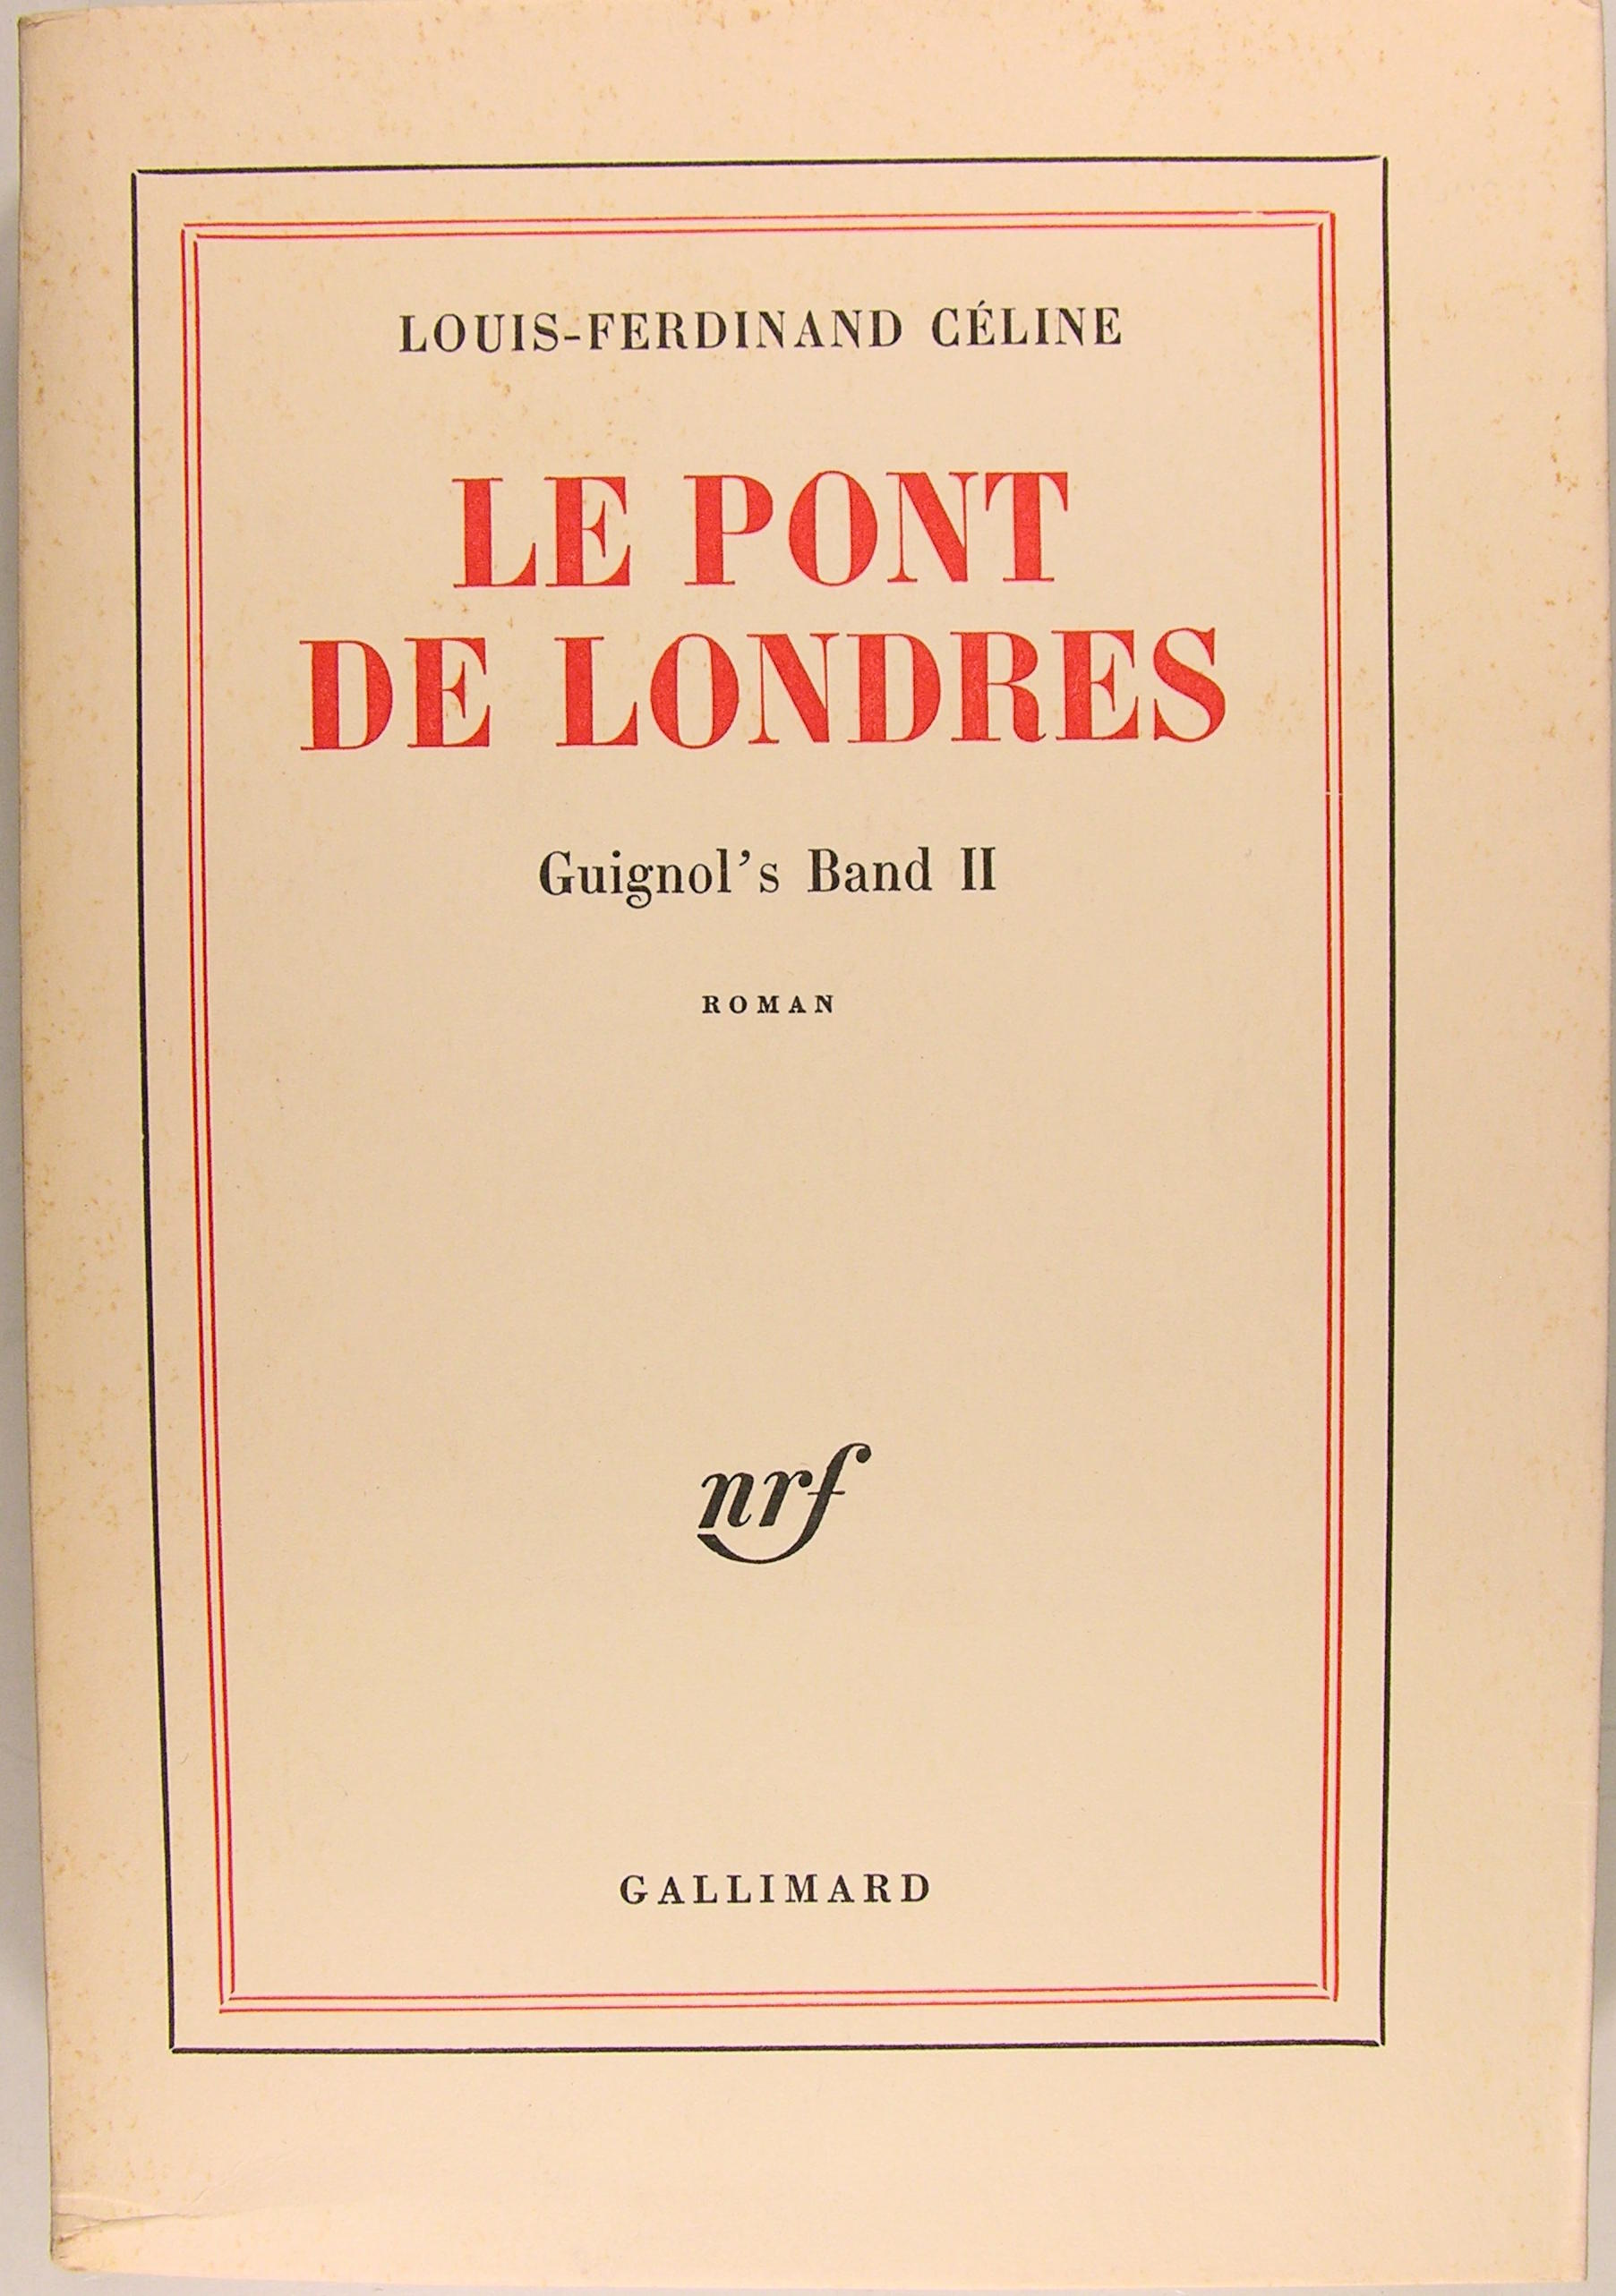 LOUIS-FERDINAND CÉLINE
LE PONT
DE LONDRES
Guignol's Band II
ROMAN
nrf
GALLIMARD